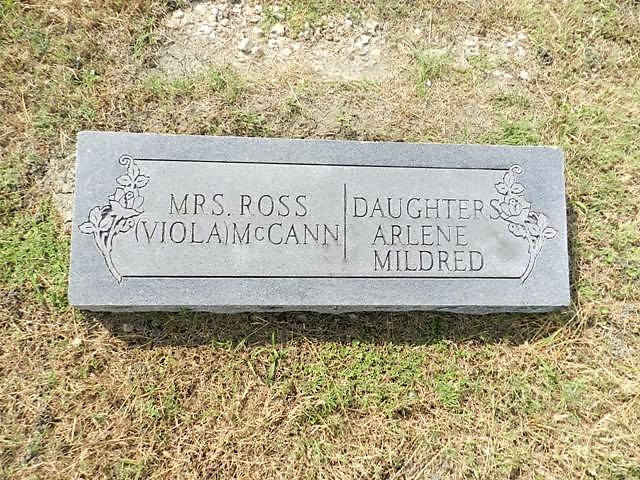 MRS. ROSS
(VIOLA) McCANN
DAUGHTERS
ARLENE
MILDRED